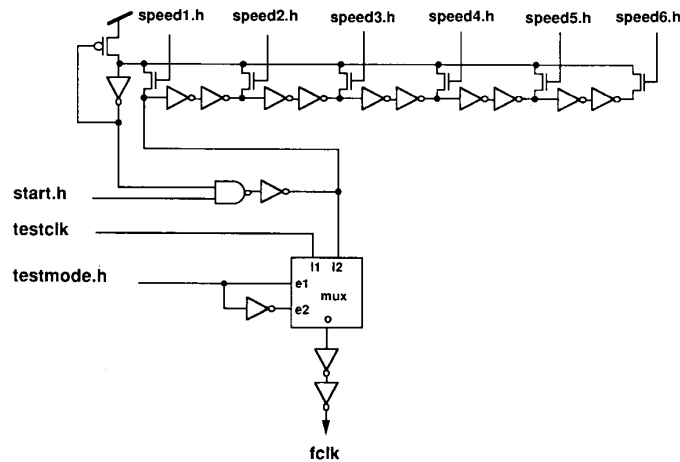 speed1.h speed2.h speed3.h speed4.h speed5.h speed6.h
start.h
testclk
testmode.h
I1 I2
e1
mux
e2
o
fclk